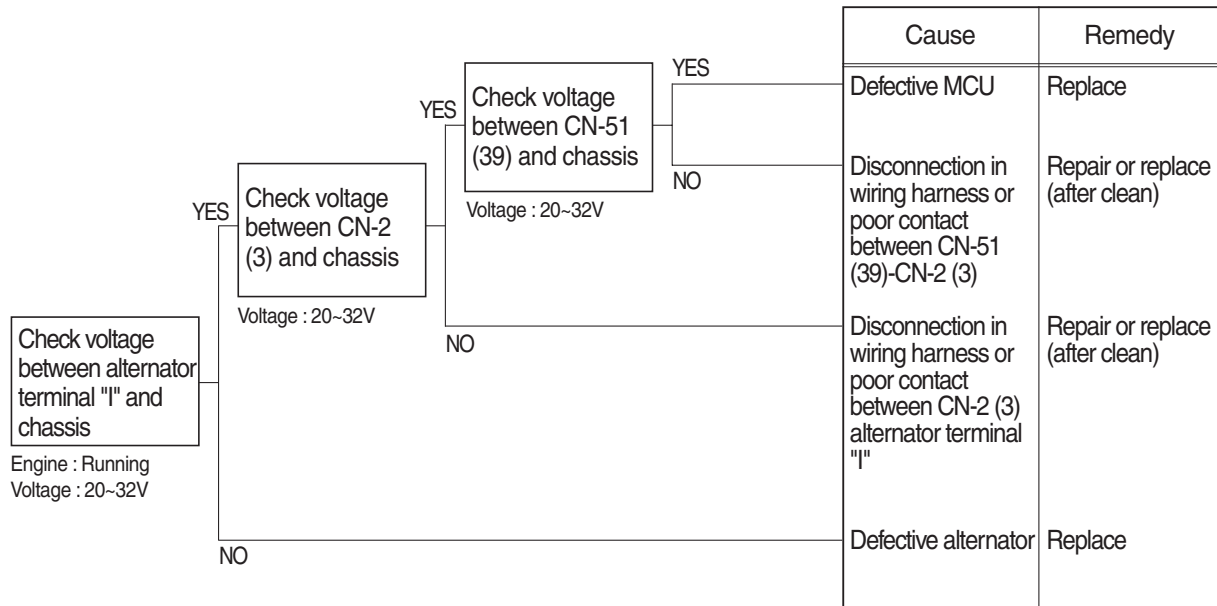 Cause
Remedy
YES
Defective MCU
Replace
YES
Check voltage
between CN-51
(39) and chassis
Voltage : 20~32V
NO
Disconnection in
wiring harness or
poor contact
between CN-51
(39)-CN-2 (3)
Repair or replace
(after clean)
YES
Check voltage
between CN-2
(3) and chassis
Voltage : 20~32V
NO
Disconnection in
wiring harness or
poor contact
between CN-2 (3)
alternator terminal
"I"
Repair or replace
(after clean)
Check voltage
between alternator
terminal "I" and
chassis
Engine : Running
Voltage : 20~32V
NO
Defective alternator
Replace